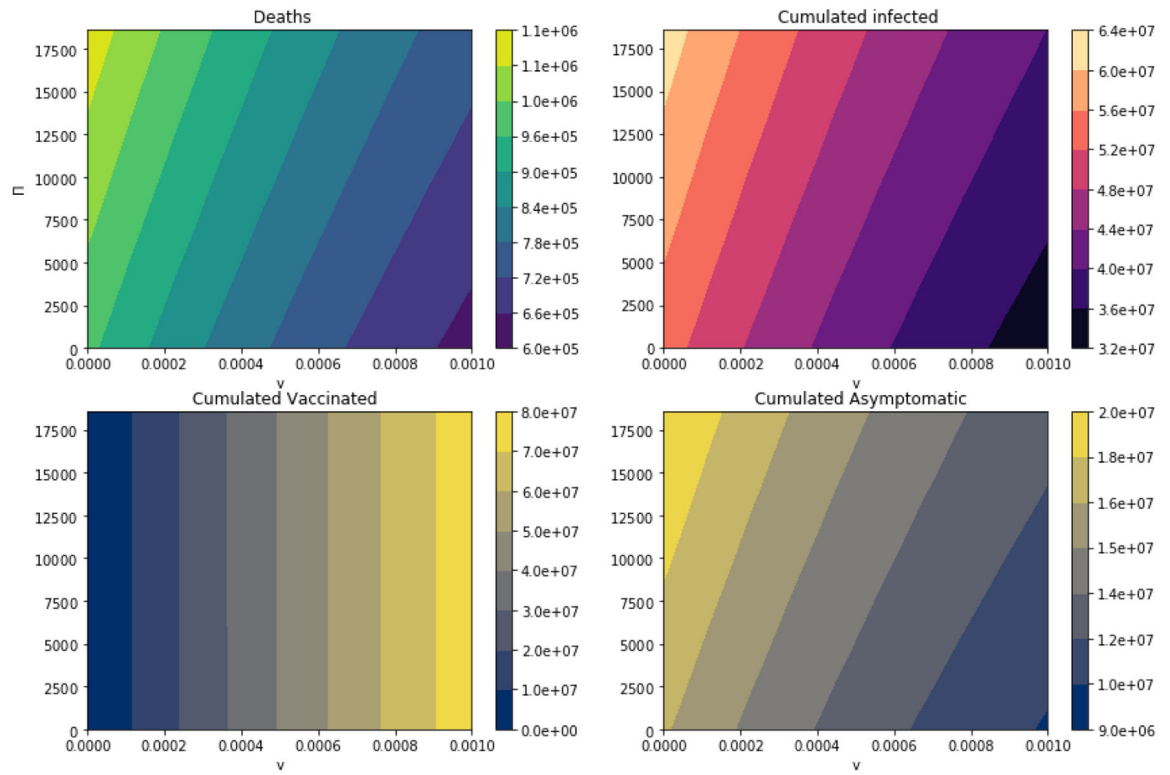 Deaths
17500
15000
12500
10000
7500
5000
2500
0
Π
0.0000 0.0002 0.0004 0.0006 0.0008 0.0010
v
1.1e+06
1.1e+06
1.0e+06
9.6e+05
9.0e+05
8.4e+05
7.8e+05
7.2e+05
6.6e+05
6.0e+05
Cumulated infected
17500
15000
12500
10000
7500
5000
2500
0
0.0000 0.0002 0.0004 0.0006 0.0008 0.0010
v
6.4e+07
6.0e+07
5.6e+07
5.2e+07
4.8e+07
4.4e+07
4.0e+07
3.6e+07
3.2e+07
Cumulated Vaccinated
17500
15000
12500
10000
7500
5000
2500
0
0.0000 0.0002 0.0004 0.0006 0.0008 0.0010
v
8.0e+07
7.0e+07
6.0e+07
5.0e+07
4.0e+07
3.0e+07
2.0e+07
1.0e+07
0.0e+00
Cumulated Asymptomatic
17500
15000
12500
10000
7500
5000
2500
0
0.0000 0.0002 0.0004 0.0006 0.0008 0.0010
v
2.0e+07
1.8e+07
1.6e+07
1.5e+07
1.4e+07
1.2e+07
1.0e+07
9.0e+06